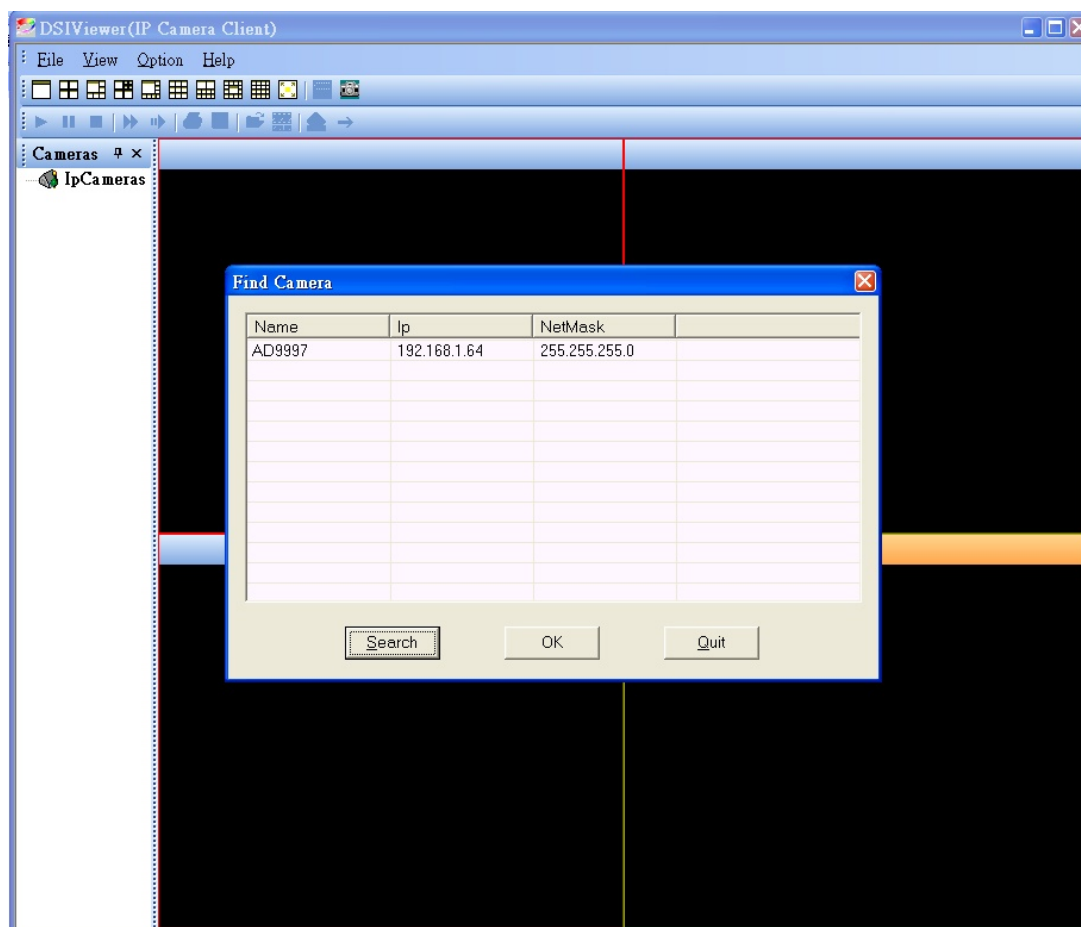 DSIViewer(IP Camera Client)
File View Option Help
Cameras
IpCameras
Find Camera
Name Ip NetMask
AD9997 192.168.1.64 255.255.255.0
Search OK Quit